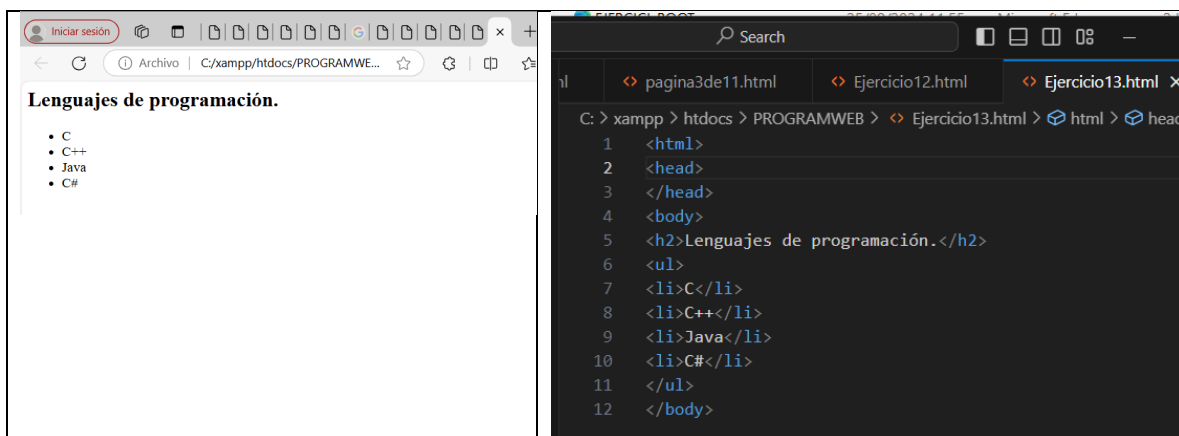 Iniciar sesión
Archivo C:/xampp/htdocs/PROGRAMWE...
Lenguajes de programación.
• C
• C++
• Java
• C#
Search
pagina3de11.html Ejercicio12.html Ejercicio13.html
C: > xampp > htdocs > PROGRAMWEB > Ejercicio13.html > html > head
1 <html>
2 <head>
3 </head>
4 <body>
5 <h2>Lenguajes de programación.</h2>
6 <ul>
7 <li>C</li>
8 <li>C++</li>
9 <li>Java</li>
10 <li>C#</li>
11 </ul>
12 </body>